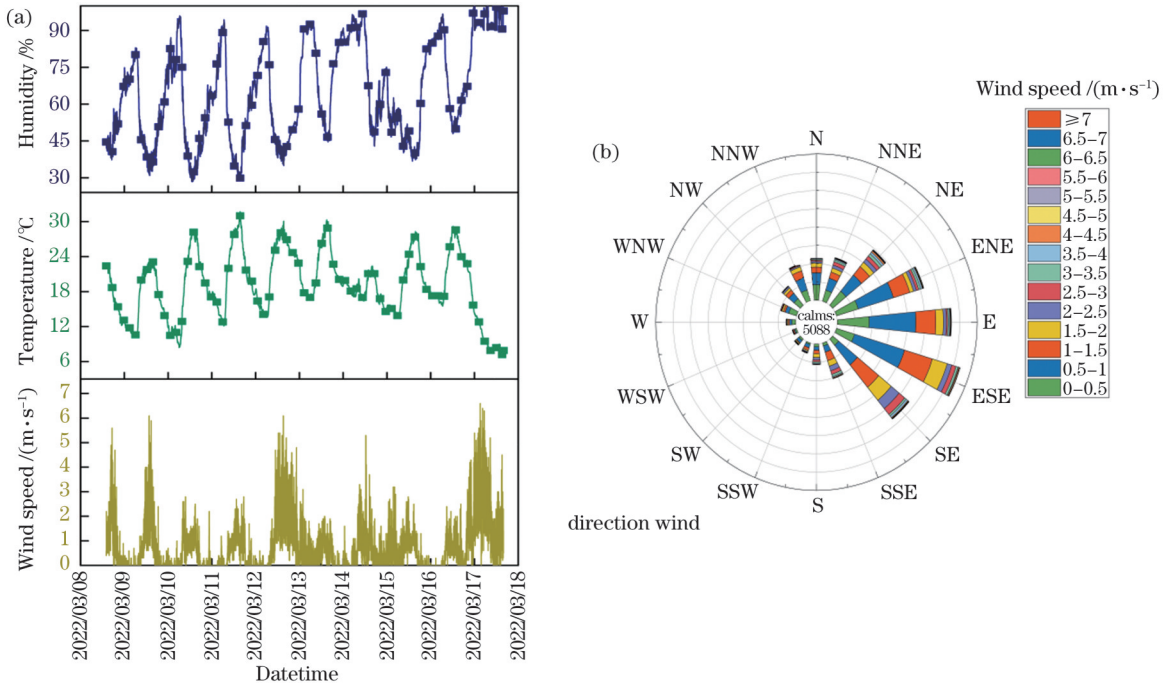 (a)
Humidity /%
90
75
60
45
30
Temperature /℃
30
24
18
12
6
Wind speed /(m·s⁻¹)
7
6
5
4
3
2
1
0
2022/03/08
2022/03/09
2022/03/10
2022/03/11
2022/03/12
2022/03/13
2022/03/14
2022/03/15
2022/03/16
2022/03/17
2022/03/18
Datetime
(b)
N
NNE
NE
ENE
E
ESE
SE
SSE
S
SSW
SW
WSW
W
WNW
NW
NNW
calms:
5088
direction wind
Wind speed /(m·s⁻¹)
⩾7
6.5−7
6−6.5
5.5−6
5−5.5
4.5−5
4−4.5
3.5−4
3−3.5
2.5−3
2−2.5
1.5−2
1−1.5
0.5−1
0−0.5